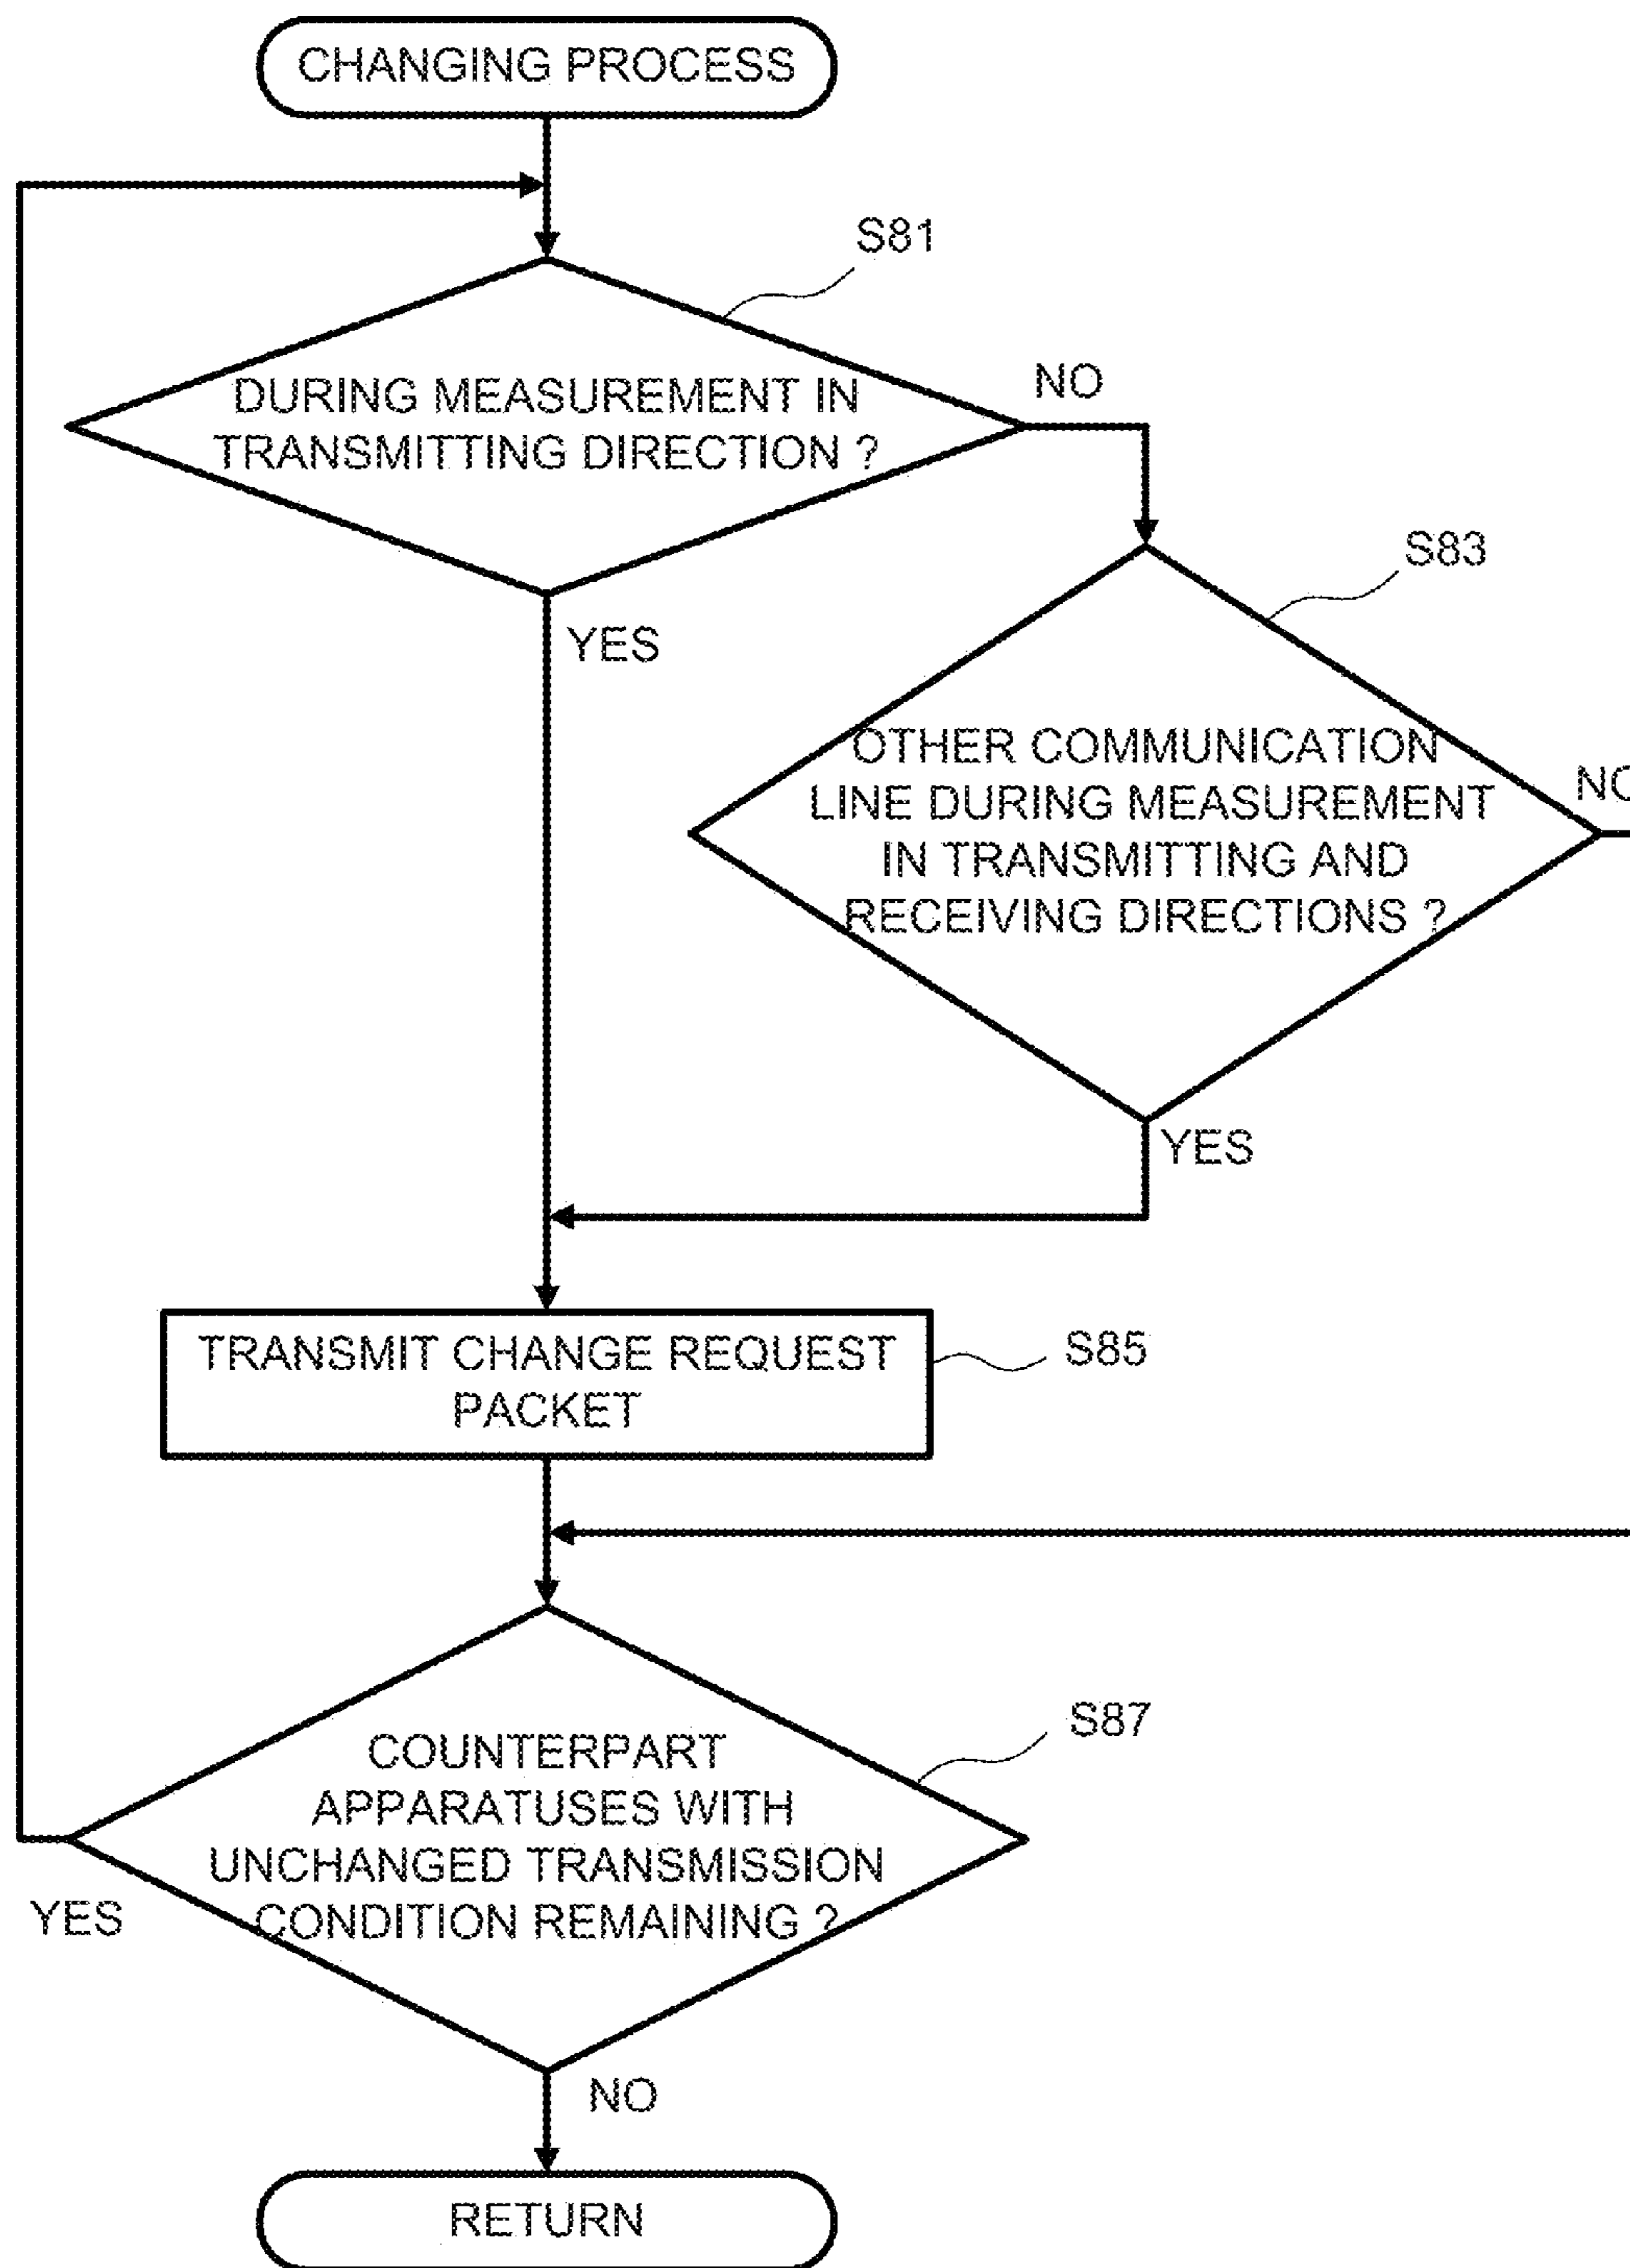 CHANGING PROCESS
S81
DURING MEASUREMENT IN
TRANSMITTING DIRECTION ?
NO
YES
S83
OTHER COMMUNICATION
LINE DURING MEASUREMENT
IN TRANSMITTING AND
RECEIVING DIRECTIONS ?
NO
YES
TRANSMIT CHANGE REQUEST
PACKET
S85
S87
COUNTERPART
APPARATUSES WITH
UNCHANGED TRANSMISSION
CONDITION REMAINING ?
YES
NO
RETURN